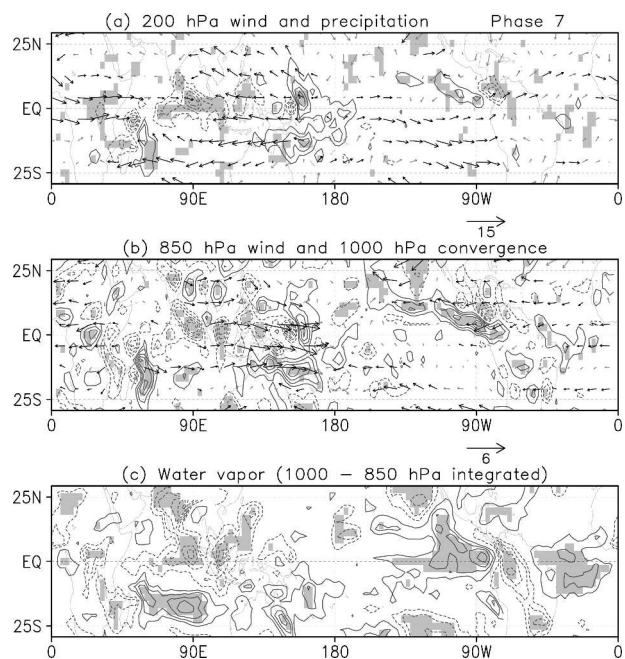 (a) 200 hPa wind and precipitation Phase 7
25N
EQ
25S
0 90E 180 90W 0
15
(b) 850 hPa wind and 1000 hPa convergence
25N
EQ
25S
0 90E 180 90W 0
6
(c) Water vapor (1000 – 850 hPa integrated)
25N
EQ
25S
0 90E 180 90W 0